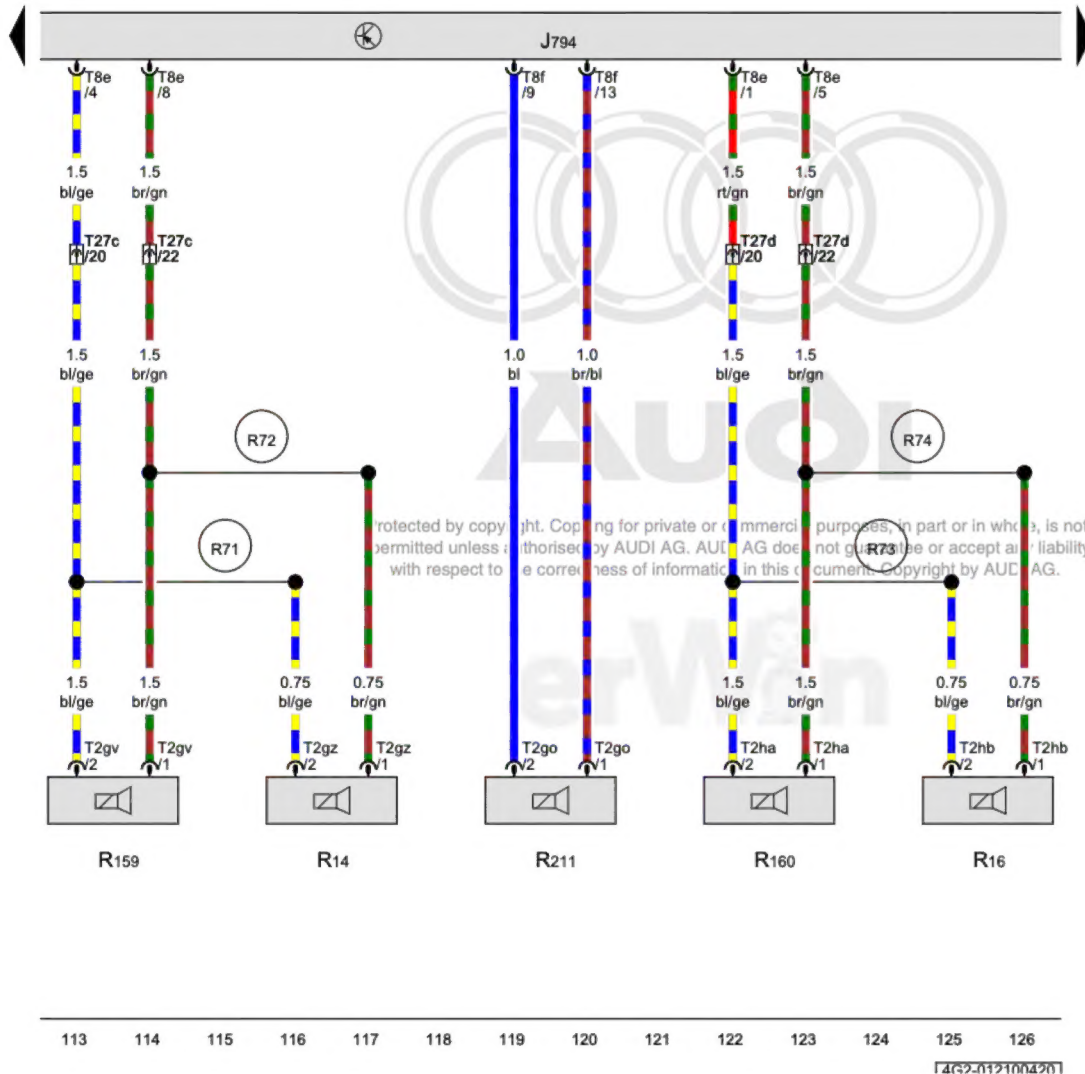 J794
T8e T8e T8f T8f T8e T8e
/4 /8 /9 /13 /1 /5
1.5 1.5 1.5 1.5
bl/ge br/gn rt/gn br/gn
T27c T27c T27d T27d
/20 /22 /20 /22
1.5 1.5 1.0 1.0 1.5 1.5
bl/ge br/gn bl br/bl bl/ge br/gn
Audi
R72 R74
R71 R73
erWin
1.5 1.5 0.75 0.75 1.5 1.5 0.75 0.75
bl/ge br/gn bl/ge br/gn bl/ge br/gn bl/ge br/gn
T2gv T2gv T2gz T2gz T2go T2go T2ha T2ha T2hb T2hb
/2 /1 /2 /1 /2 /1 /2 /1 /2 /1
R159 R14 R211 R160 R16
113 114 115 116 117 118 119 120 121 122 123 124 125 126
4G2-012100420